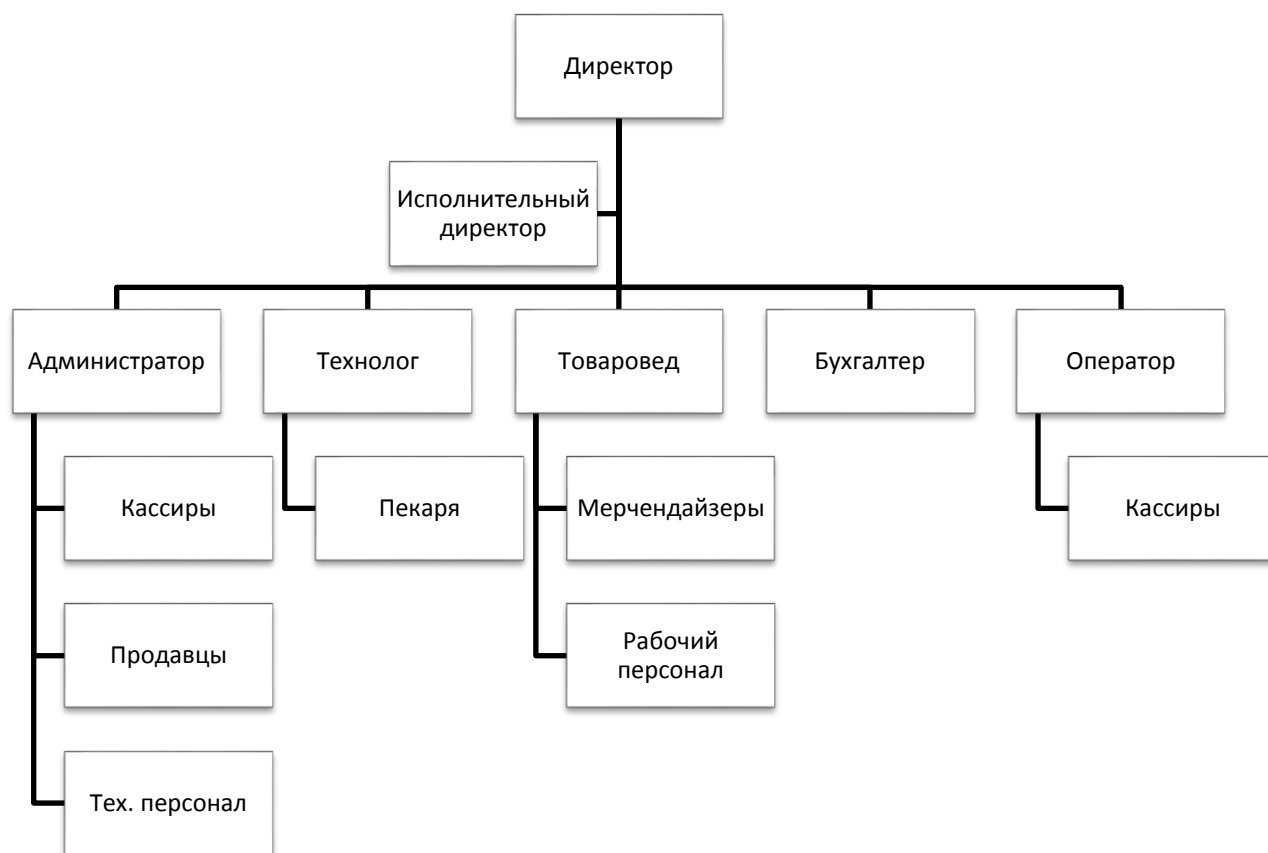 Директор
Исполнительный
директор
Администратор
Технолог
Товаровед
Бухгалтер
Оператор
Кассиры
Пекаря
Мерчендайзеры
Кассиры
Продавцы
Рабочий
персонал
Тех. персонал